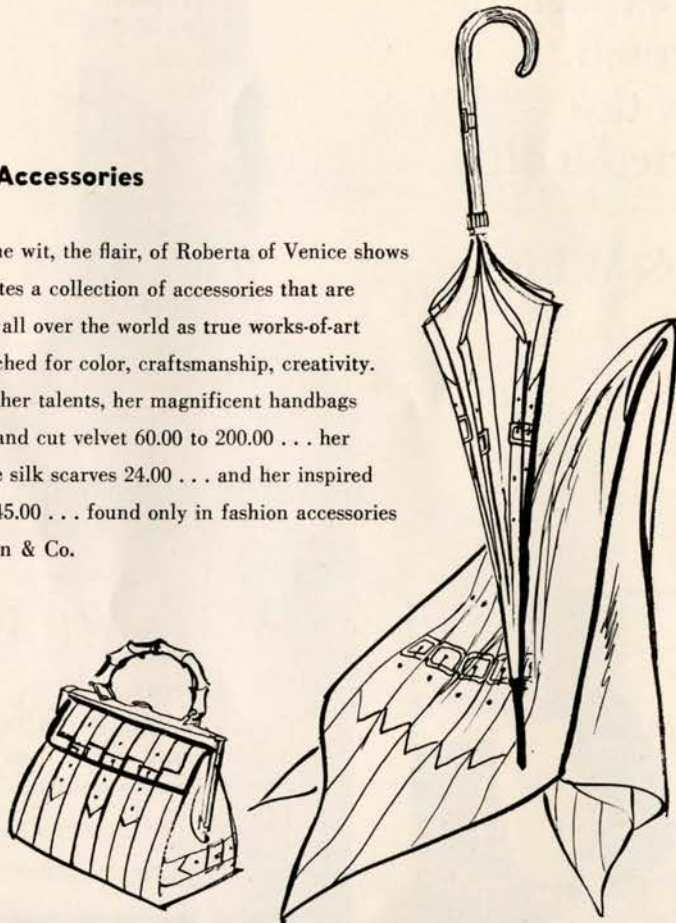 Accessories
he wit, the flair, of Roberta of Venice shows
tes a collection of accessories that are
all over the world as true works-of-art
ched for color, craftsmanship, creativity.
her talents, her magnificent handbags
and cut velvet 60.00 to 200.00 . . . her
e silk scarves 24.00 . . . and her inspired
45.00 . . . found only in fashion accessories
n & Co.